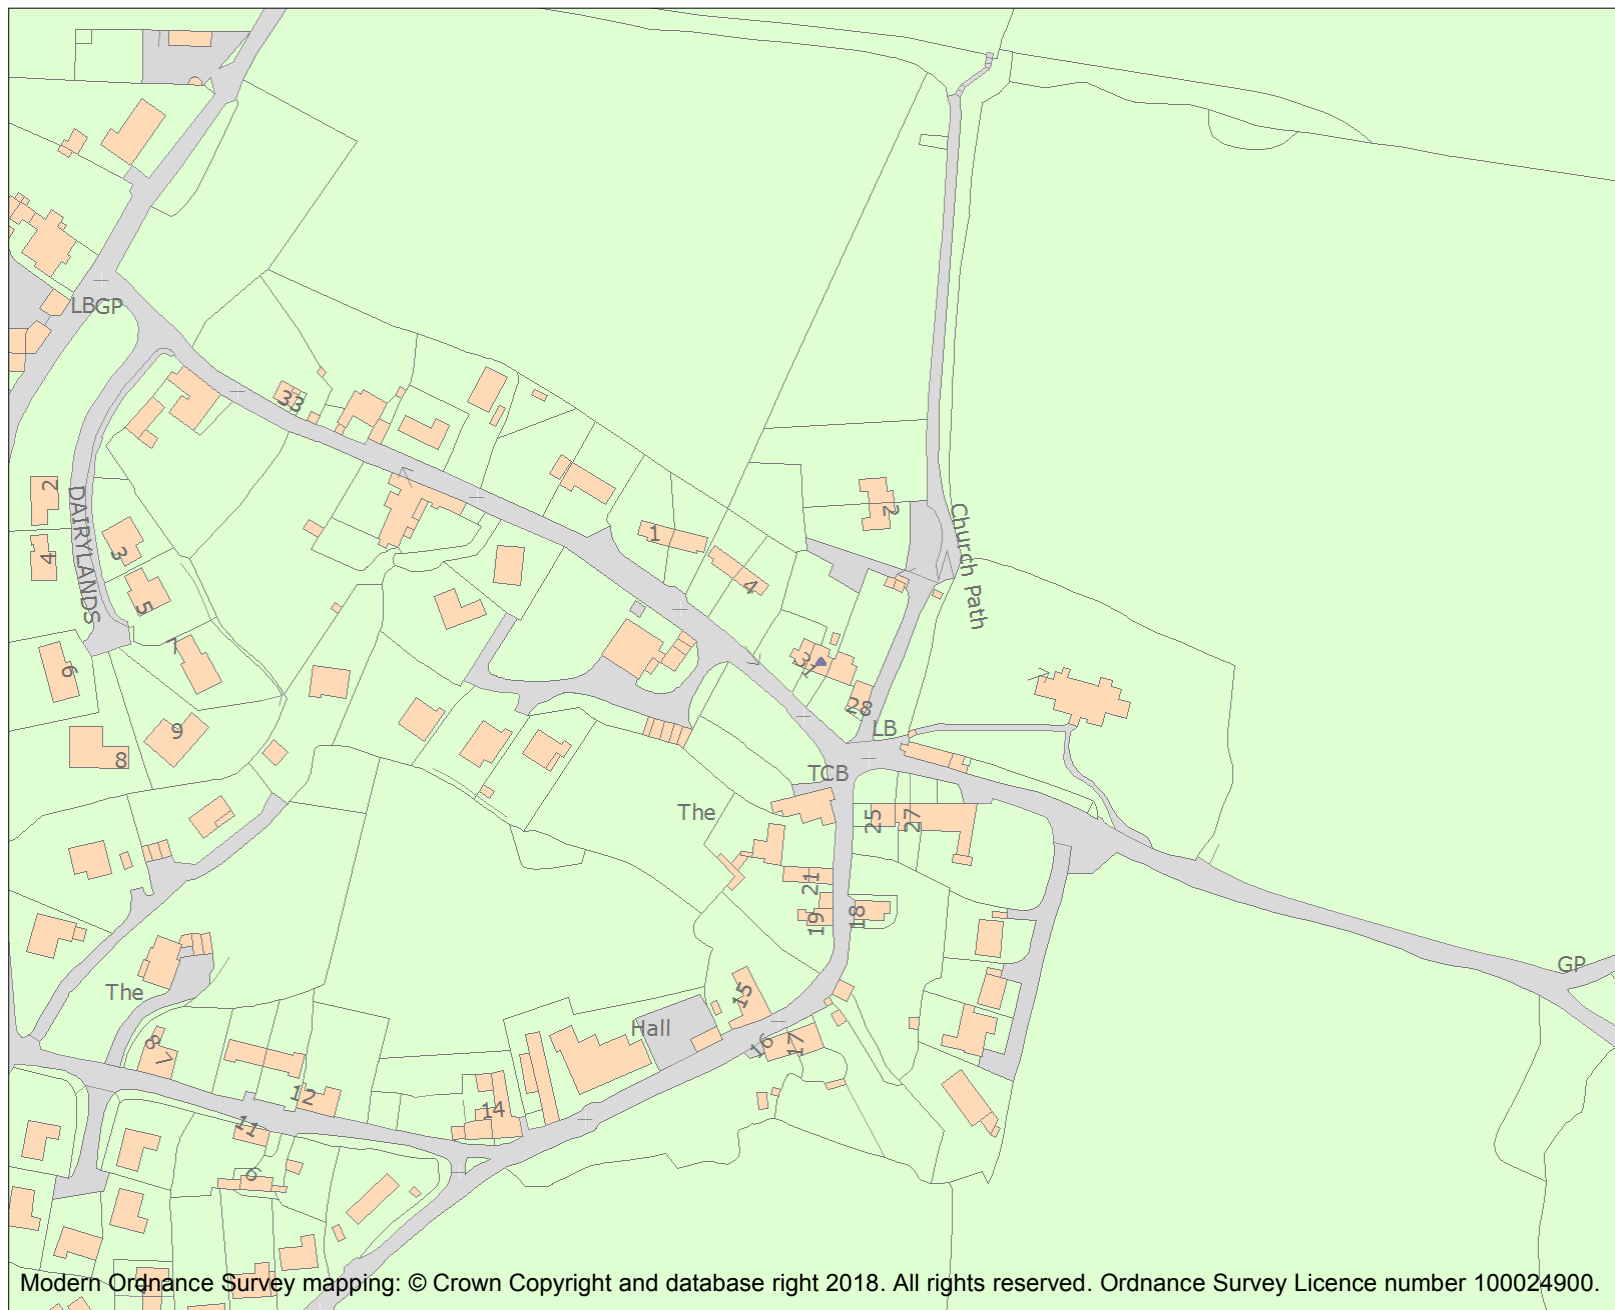 LBGP
33
2
DAIRYLANDS
4
3
5
7
6
9
8
1
4
2
Church Path
31
28
LB
TCB
The
25
27
21
19
18
GP
The
15
Hall
16
17
8
7
12
11
14
9
Modern Ordnance Survey mapping: © Crown Copyright and database right 2018. All rights reserved. Ordnance Survey Licence number 100024900.